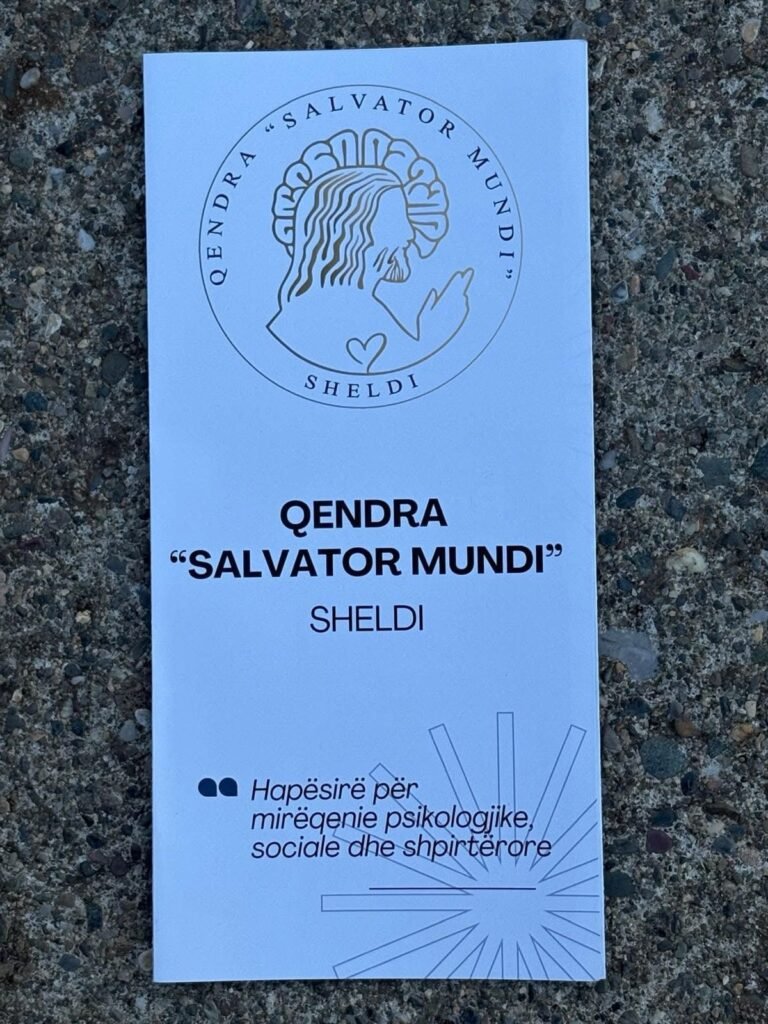 QENDRA “SALVATOR MUNDI”
SHELDI
QENDRA
“SALVATOR MUNDI”
SHELDI
Hapësirë për
mirëqenie psikologjike,
sociale dhe shpirtërore